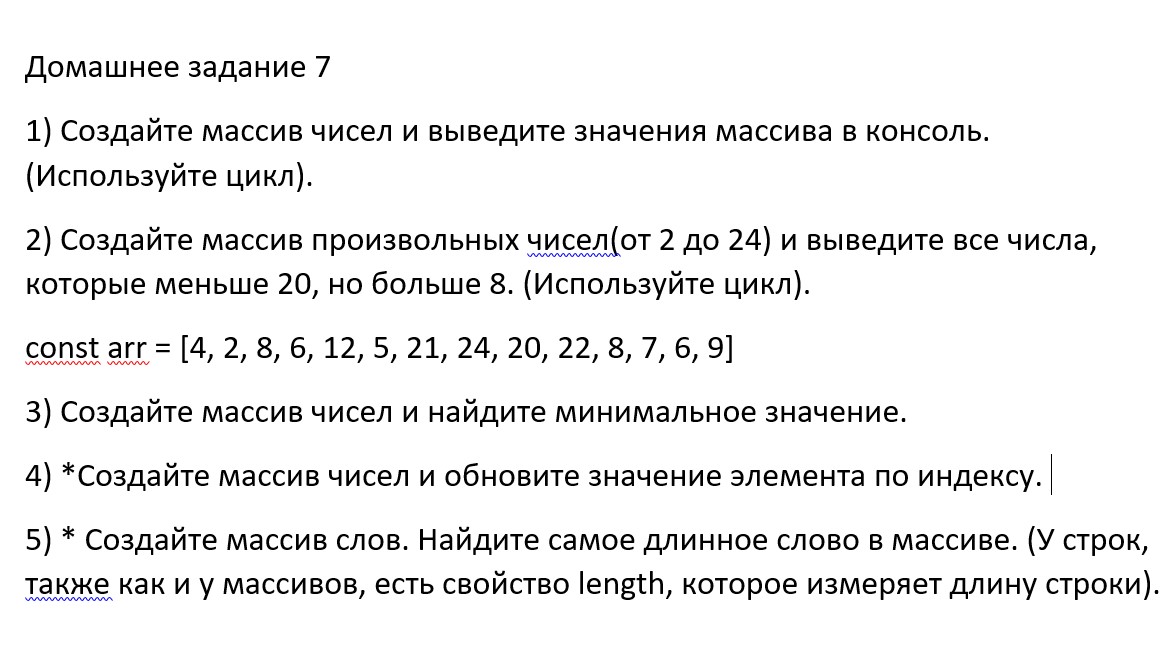 Домашнее задание 7
1) Создайте массив чисел и выведите значения массива в консоль.
(Используйте цикл).
2) Создайте массив произвольных чисел(от 2 до 24) и выведите все числа,
которые меньше 20, но больше 8. (Используйте цикл).
const arr = [4, 2, 8, 6, 12, 5, 21, 24, 20, 22, 8, 7, 6, 9]
3) Создайте массив чисел и найдите минимальное значение.
4) *Создайте массив чисел и обновите значение элемента по индексу.
5) * Создайте массив слов. Найдите самое длинное слово в массиве. (У строк,
также как и у массивов, есть свойство length, которое измеряет длину строки).